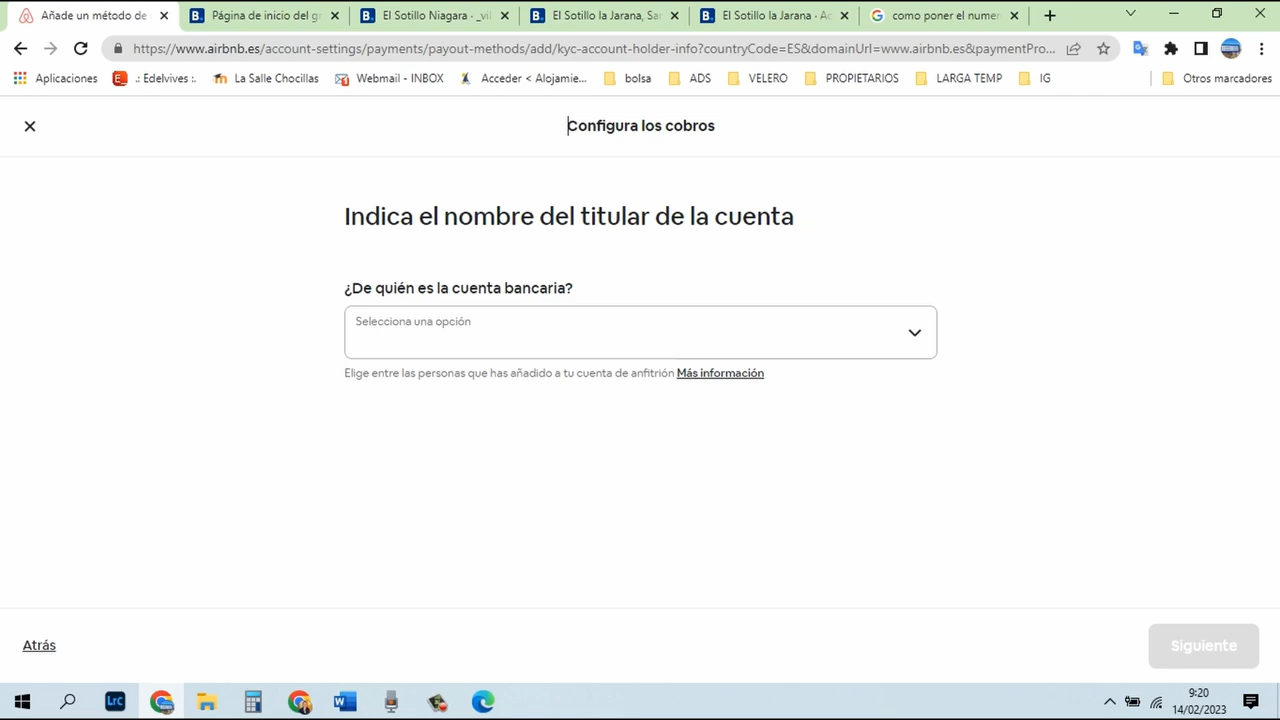 Añade un método de
Página de inicio del g
El Sotillo Niagara · _vil
El Sotillo la Jarana, Sa
El Sotillo la Jarana · Ac
como poner el nume
https://www.airbnb.es/account-settings/payments/payout-methods/add/kyc-account-holder-info?countryCode=ES&domainUrl=www.airbnb.es&paymentPro...
Aplicaciones
.: Edelvives :.
La Salle Chocillas
Webmail - INBOX
Acceder < Alojamie...
bolsa
ADS
VELERO
PROPIETARIOS
LARGA TEMP
IG
Otros marcadores
Configura los cobros
Indica el nombre del titular de la cuenta
¿De quién es la cuenta bancaria?
Selecciona una opción
Elige entre las personas que has añadido a tu cuenta de anfitrión Más información
Atrás
Siguiente
LrC
9:20
14/02/2023